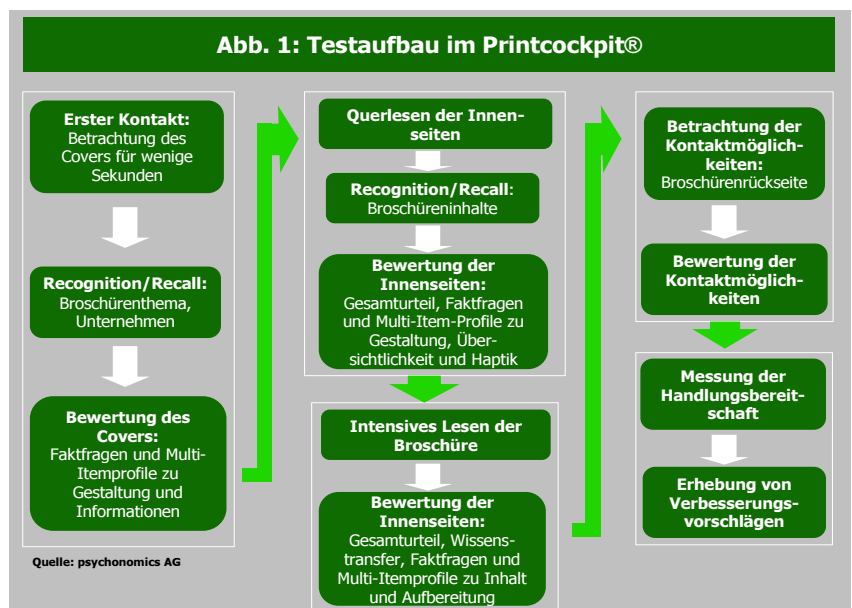 Abb. 1: Testaufbau im Printcockpit®
Erster Kontakt:
Betrachtung des
Covers für wenige
Sekunden
Recognition/Recall:
Broschürenthema,
Unternehmen
Bewertung des
Covers:
Faktfragen und Multi-
Itemprofile zu
Gestaltung und
Informationen
Quelle: psychonomics AG
Querlesen der Innen-
seiten
Recognition/Recall:
Broschüreninhalte
Bewertung der
Innenseiten:
Gesamturteil, Faktfragen
und Multi-Item-Profile zu
Gestaltung, Über-
sichtlichkeit und Haptik
Intensives Lesen der
Broschüre
Bewertung der
Innenseiten:
Gesamturteil, Wissens-
transfer, Faktfragen und
Multi-Itemprofile zu Inhalt
und Aufbereitung
Betrachtung der
Kontaktmöglich-
keiten:
Broschürenrückseite
Bewertung der
Kontaktmöglich-
keiten
Messung der
Handlungsbereit-
schaft
Erhebung von
Verbesserungs-
vorschlägen